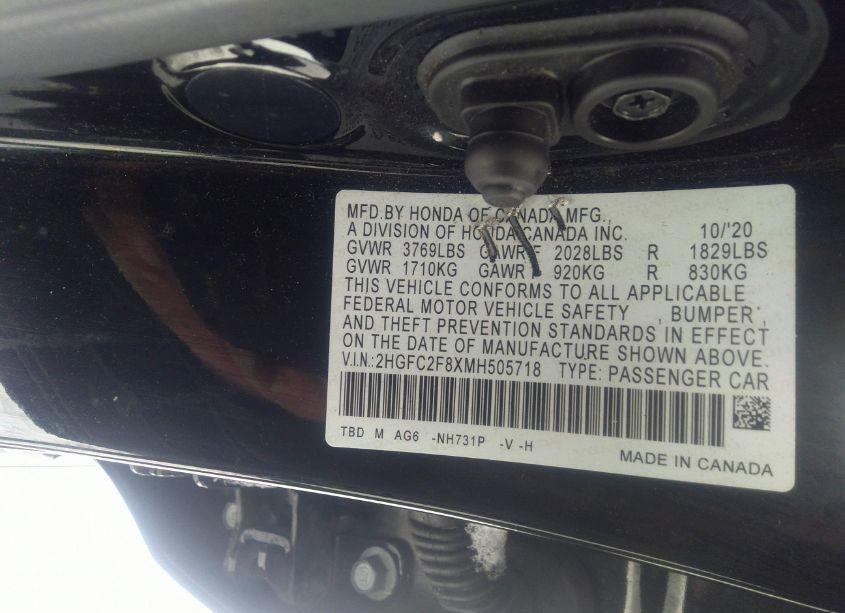 MFD.BY HONDA OF CANADA MFG.,
A DIVISION OF HONDA CANADA INC. 10/'20
GVWR 3769LBS GAWR F 2028LBS R 1829LBS
GVWR 1710KG GAWR F 920KG R 830KG
THIS VEHICLE CONFORMS TO ALL APPLICABLE
FEDERAL MOTOR VEHICLE SAFETY , BUMPER ,
AND THEFT PREVENTION STANDARDS IN EFFECT
ON THE DATE OF MANUFACTURE SHOWN ABOVE.
V.I.N.:2HGFC2F8XMH505718 TYPE: PASSENGER CAR
TBD M AG6 -NH731P -V -H
MADE IN CANADA